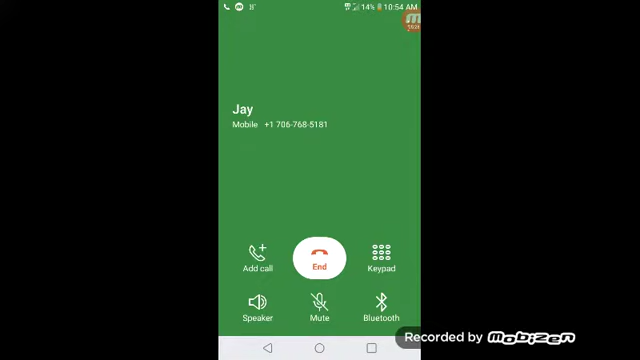 14% 10:54 AM
Jay
Mobile +1 706-768-5181
Add call
End
Keypad
Speaker
Mute
Bluetooth
Recorded by MOBIZEN